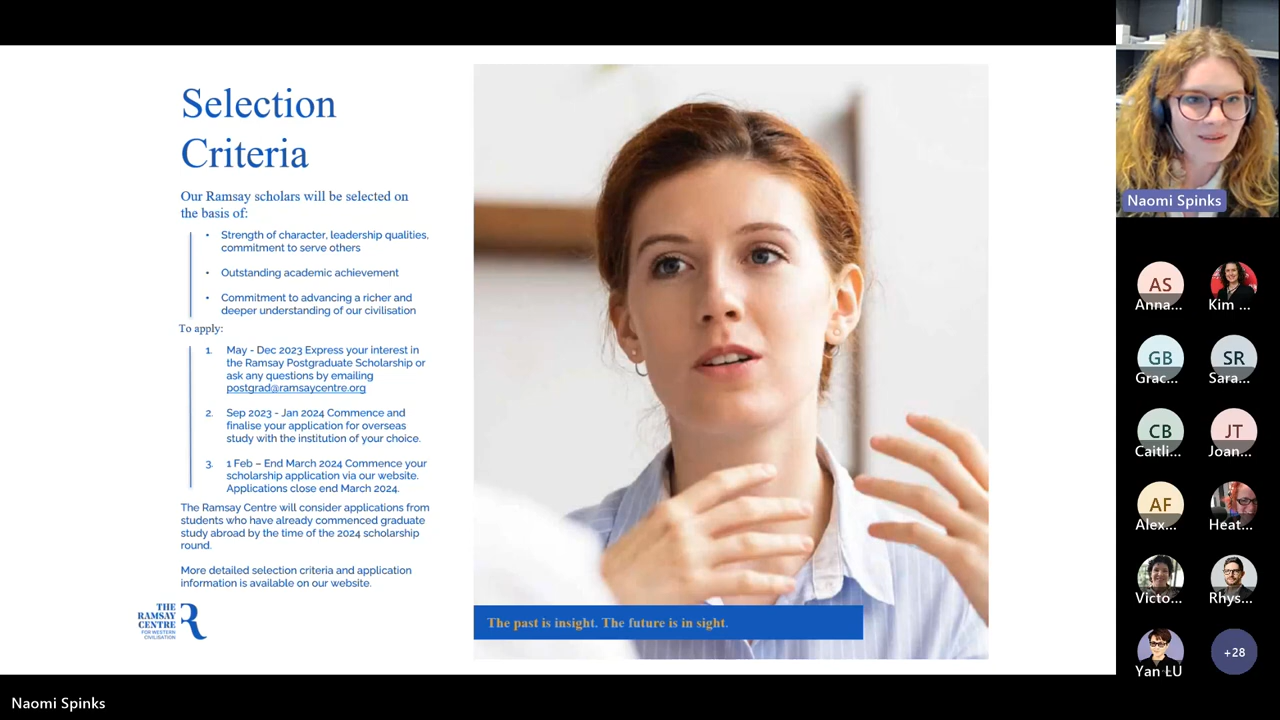 Selection
Criteria
Our Ramsay scholars will be selected on
the basis of:
• Strength of character, leadership qualities,
commitment to serve others
• Outstanding academic achievement
• Commitment to advancing a richer and
deeper understanding of our civilisation
To apply:
1. May - Dec 2023 Express your interest in
the Ramsay Postgraduate Scholarship or
ask any questions by emailing
postgrad@ramsaycentre.org
2. Sep 2023 - Jan 2024 Commence and
finalise your application for overseas
study with the institution of your choice.
3. 1 Feb – End March 2024 Commence your
scholarship application via our website.
Applications close end March 2024.
The Ramsay Centre will consider applications from
students who have already commenced graduate
study abroad by the time of the 2024 scholarship
round.
More detailed selection criteria and application
information is available on our website.
THE
RAMSAY
CENTRE
FOR WESTERN
CIVILISATION
R
The past is insight. The future is in sight.
Naomi Spinks
AS
Anna...
Kim ...
GB
Grac...
SR
Sara...
CB
Caitli...
JT
Joan...
AF
Alex...
Heat...
Victo...
Rhys...
Yan LU
+28
Naomi Spinks